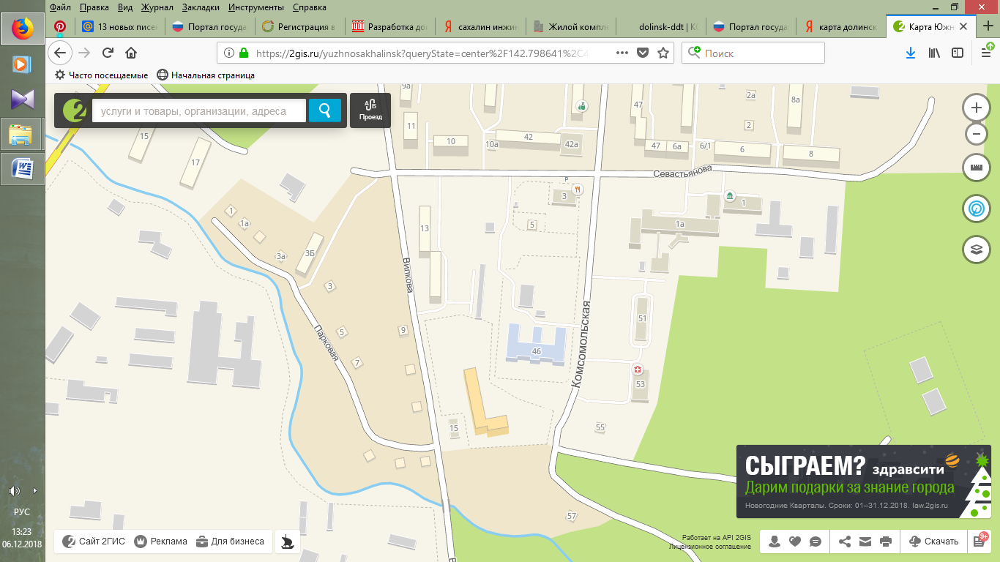 Файл Правка Вид Журнал Закладки Инструменты Справка
13 новых писем Портал госуда Регистрация в Разработка до сахалин инжин Жилой компле dolinsk-ddt | КС Портал госуда карта долинск Карта Южн
https://2gis.ru/yuzhnosakhalinsk?queryState=center%2F142.798641%2C4 Поиск
Часто посещаемые Начальная страница
услуги и товары, организации, адреса
Проезд
9а 2а 8а
11 10 42 10а 42а 47 2
47 6а 6/1 6 8
15 17
Севастьянова
P
3 1
1 1а 5 1а
13
3а 3Б
Вилкова
3
Комсомольская
51
5 9
Парковая
46
7
53
15 55
57
СЫГРАЕМ? здравсити
Дарим подарки за знание города
Новогодние Кварталы. Сроки: 01–31.12.2018. law.2gis.ru
РУС
13:23
06.12.2018
Сайт 2ГИС Реклама Для бизнеса
Работает на API 2GIS
Лицензионное соглашение
Скачать
9+